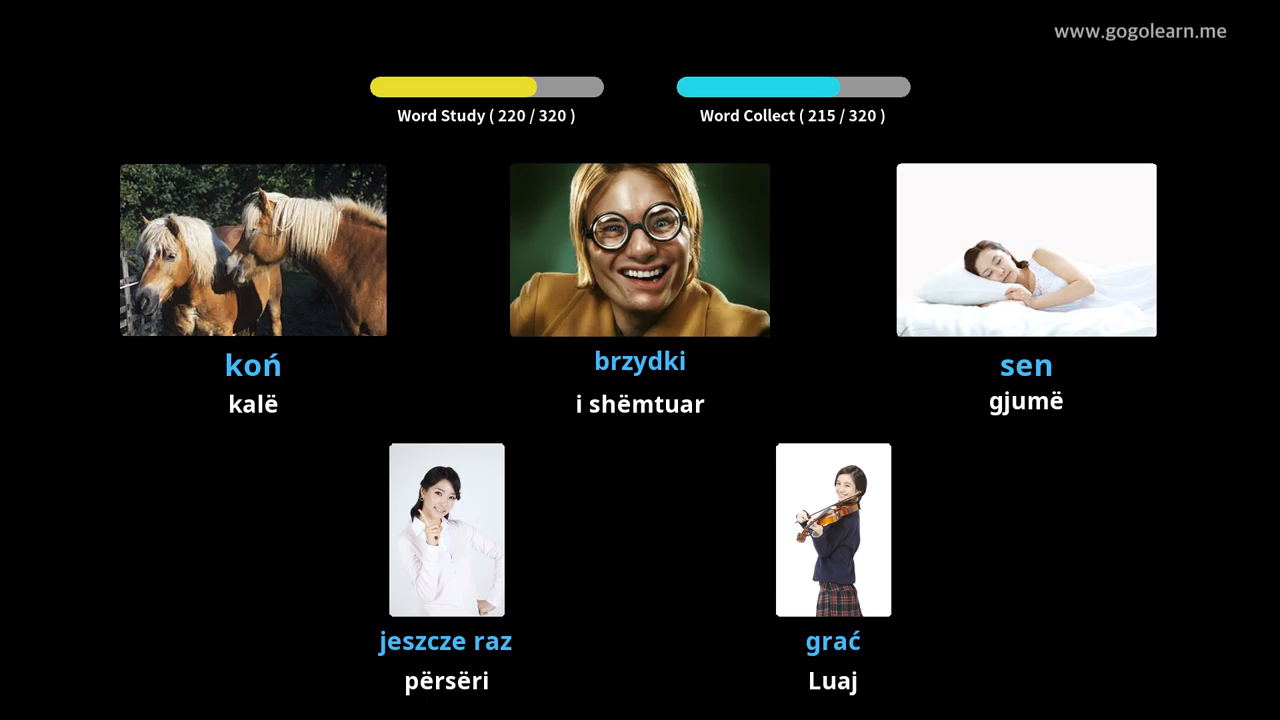 www.gogolearn.me
Word Study ( 220 / 320 )
Word Collect ( 215 / 320 )
koń
kalë
brzydki
i shëmtuar
sen
gjumë
jeszcze raz
përsëri
grać
Luaj